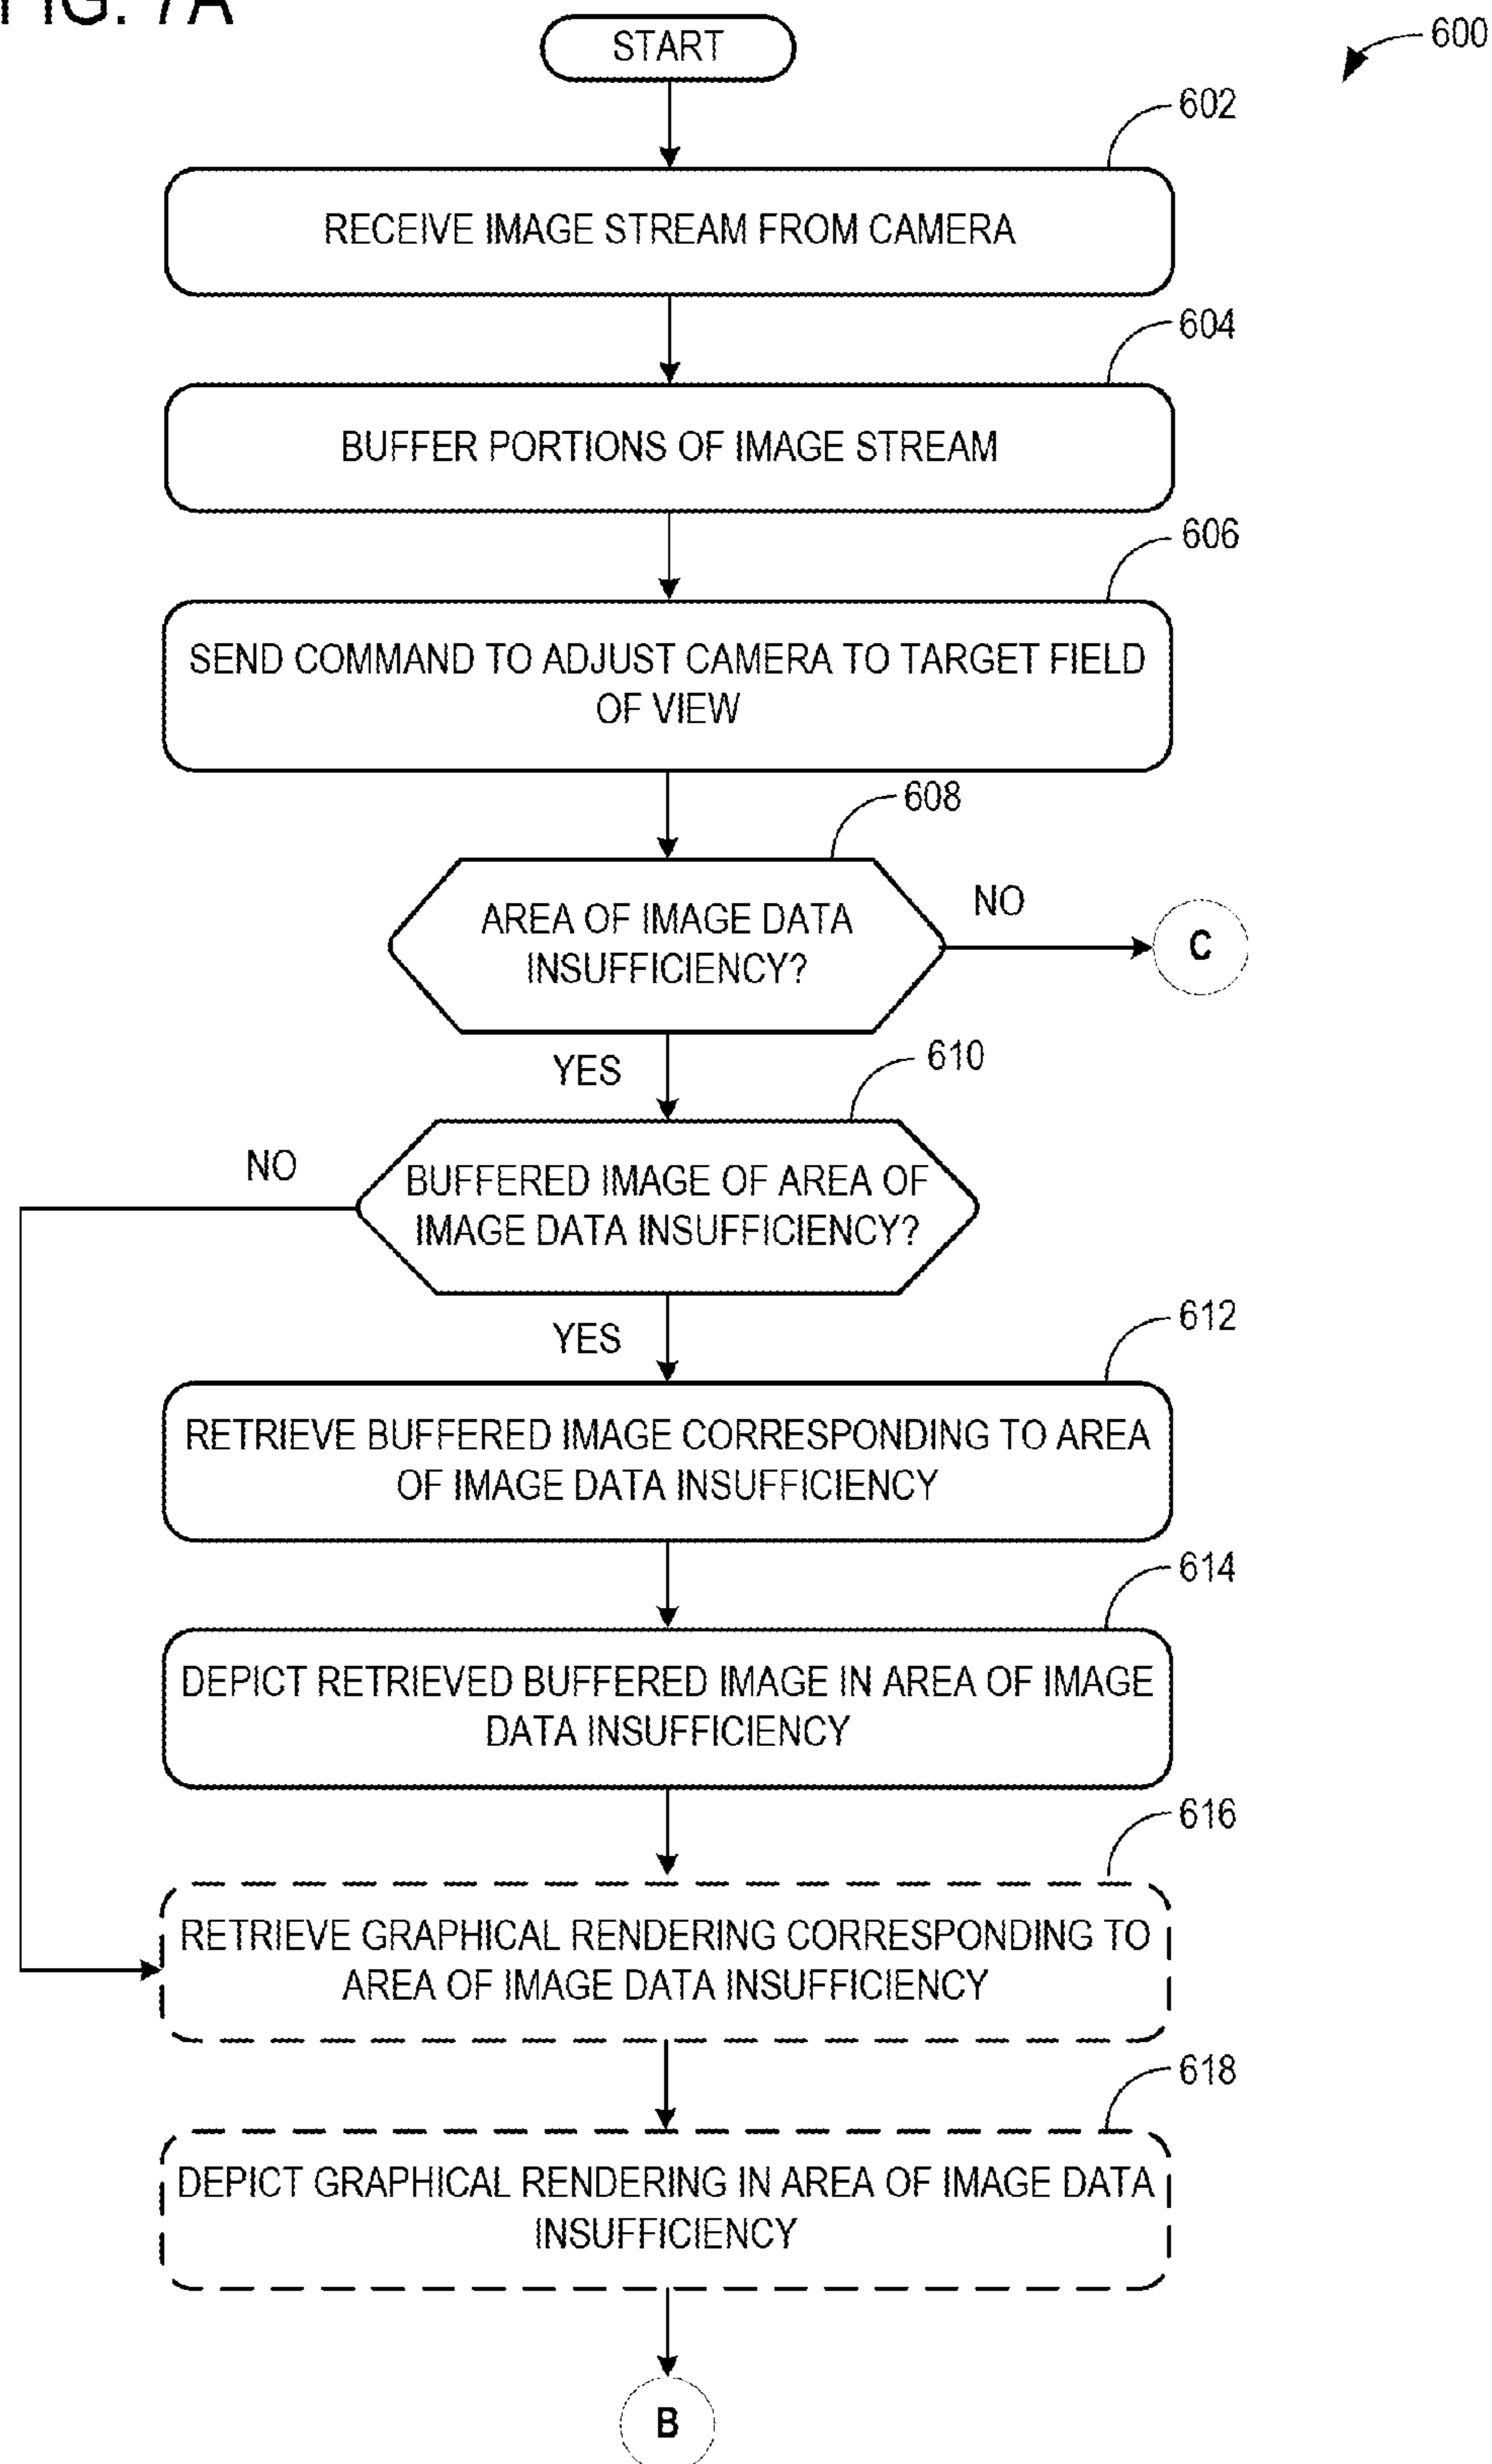 FIG. 7A
START
600
602
RECEIVE IMAGE STREAM FROM CAMERA
604
BUFFER PORTIONS OF IMAGE STREAM
606
SEND COMMAND TO ADJUST CAMERA TO TARGET FIELD
OF VIEW
608
AREA OF IMAGE DATA
INSUFFICIENCY?
NO
C
YES
610
NO
BUFFERED IMAGE OF AREA OF
IMAGE DATA INSUFFICIENCY?
YES
612
RETRIEVE BUFFERED IMAGE CORRESPONDING TO AREA
OF IMAGE DATA INSUFFICIENCY
614
DEPICT RETRIEVED BUFFERED IMAGE IN AREA OF IMAGE
DATA INSUFFICIENCY
616
RETRIEVE GRAPHICAL RENDERING CORRESPONDING TO
AREA OF IMAGE DATA INSUFFICIENCY
618
DEPICT GRAPHICAL RENDERING IN AREA OF IMAGE DATA
INSUFFICIENCY
B